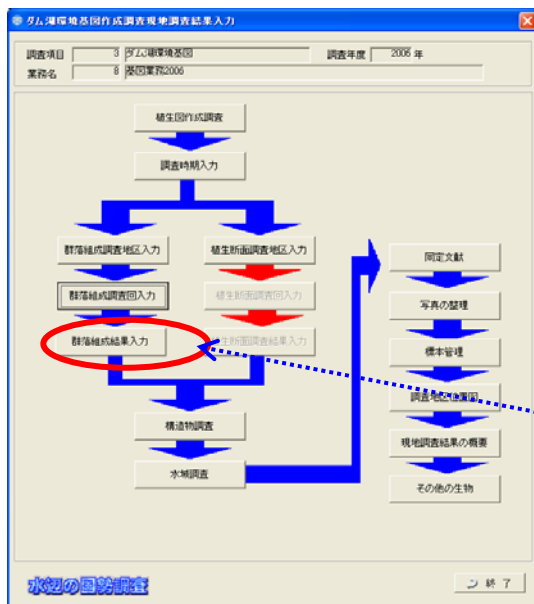 ダム湖環境基図作成調査現地調査結果入力
調査項目 3 ダム湖環境基図 調査年度 2006 年
業務名 8 基図業務2006
植生図作成調査
調査時期入力
群落組成調査地区入力
植生断面調査地区入力
群落組成調査回入力
植生断面調査回入力
群落組成結果入力
植生断面調査結果入力
構造物調査
水域調査
同定文献
写真の整理
標本管理
調査地区位置図
現地調査結果の概要
その他の生物
水辺の国勢調査
終了